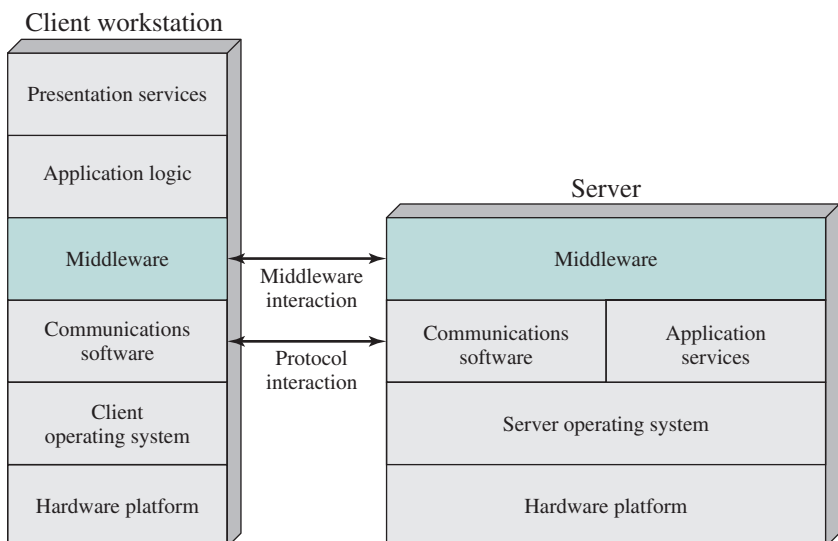 Client workstation
Presentation services
Application logic
Middleware
Communications
software
Client
operating system
Hardware platform
Middleware
interaction
Protocol
interaction
Server
Middleware
Communications
software
Application
services
Server operating system
Hardware platform